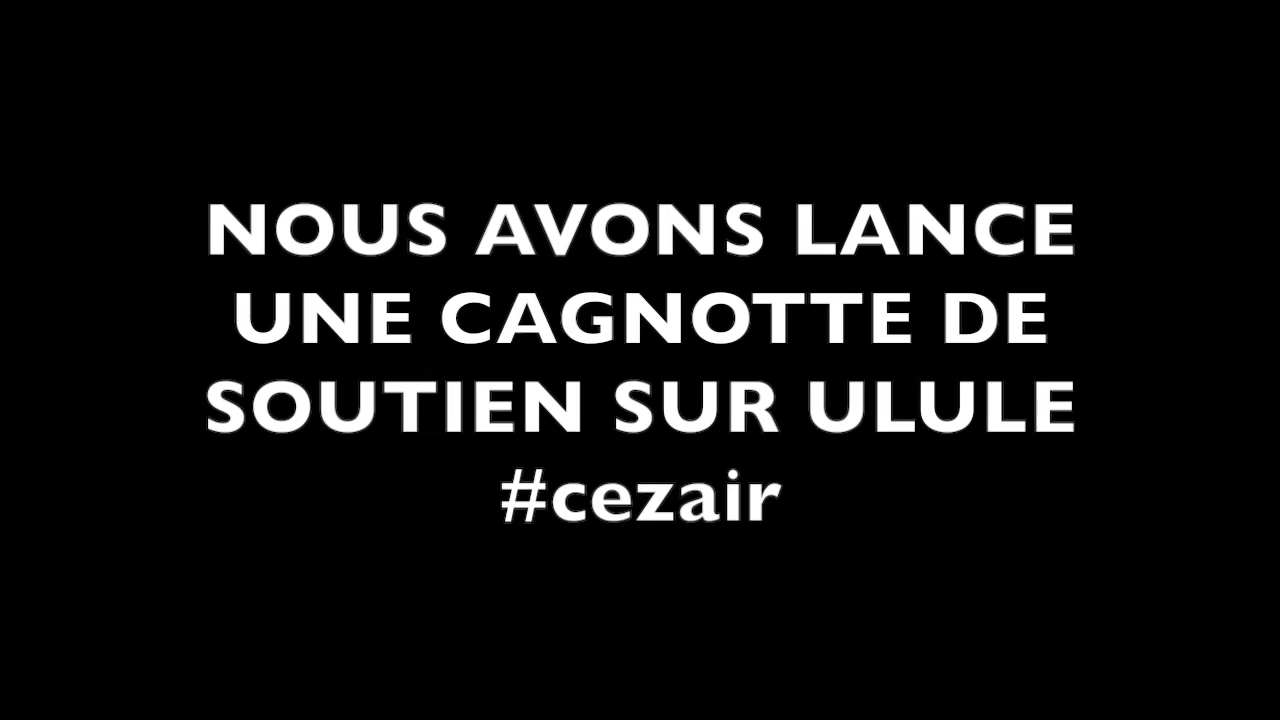 NOUS AVONS LANCE
UNE CAGNOTTE DE
SOUTIEN SUR ULULE
#cezair